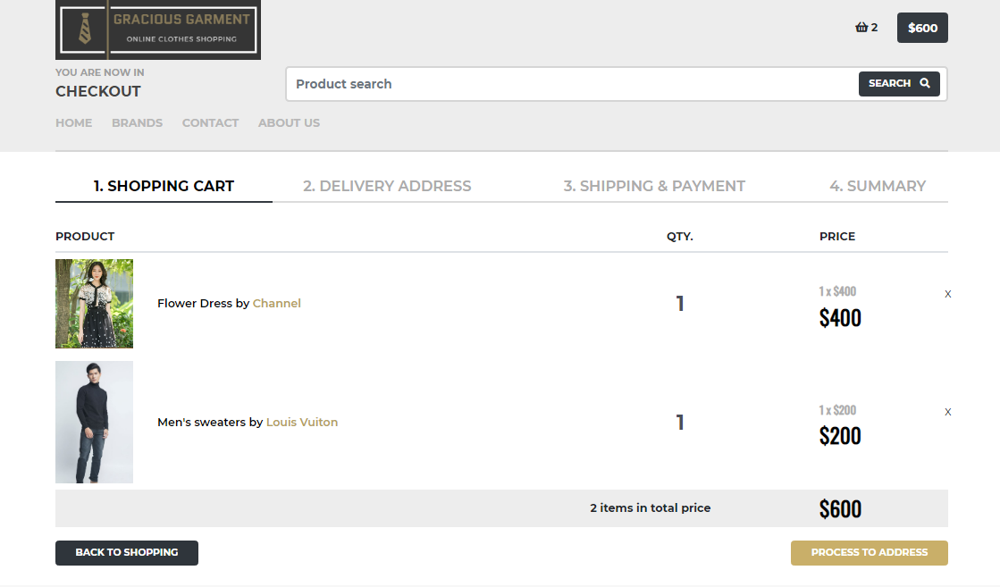 GRACIOUS GARMENT
ONLINE CLOTHES SHOPPING
2
$600
YOU ARE NOW IN
CHECKOUT
Product search
SEARCH
HOME BRANDS CONTACT ABOUT US
1. SHOPPING CART 2. DELIVERY ADDRESS 3. SHIPPING & PAYMENT 4. SUMMARY
PRODUCT QTY. PRICE
Flower Dress by Channel 1
1 x $400
$400
X
Men's sweaters by Louis Vuiton 1
1 x $200
$200
X
2 items in total price $600
BACK TO SHOPPING PROCESS TO ADDRESS